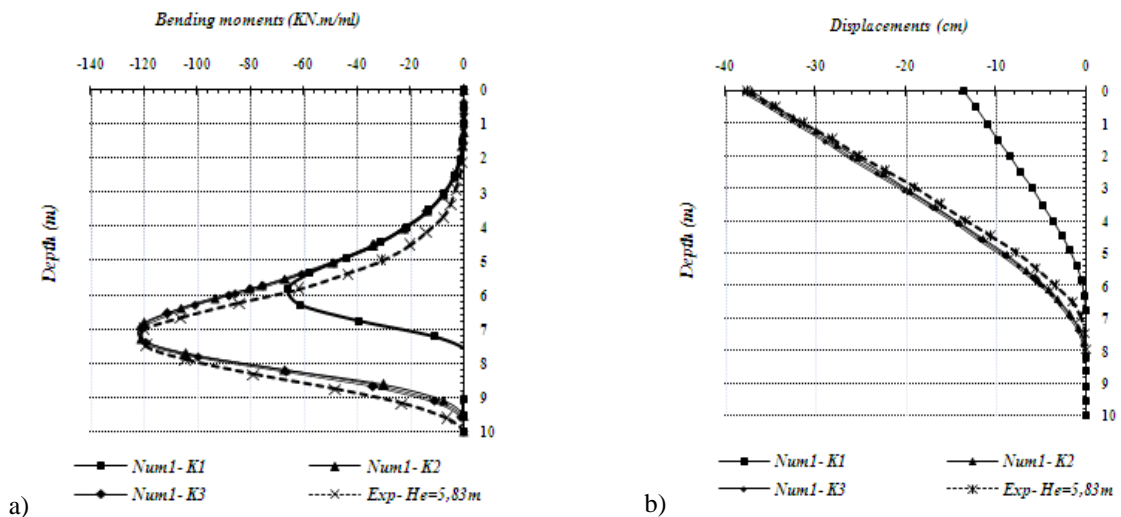 Bending moments (KN.m/ml)
-140 -120 -100 -80 -60 -40 -20 0
0
1
2
3
4
5
6
7
8
9
10
Depth (m)
Num1- K1
Num1- K2
Num1- K3
Exp- He=5,83m
a)
Displacements (cm)
-40 -30 -20 -10 0
0
1
2
3
4
5
6
7
8
9
10
Depth (m)
Num1- K1
Num1- K2
Num1- K3
Exp- He=5,83m
b)